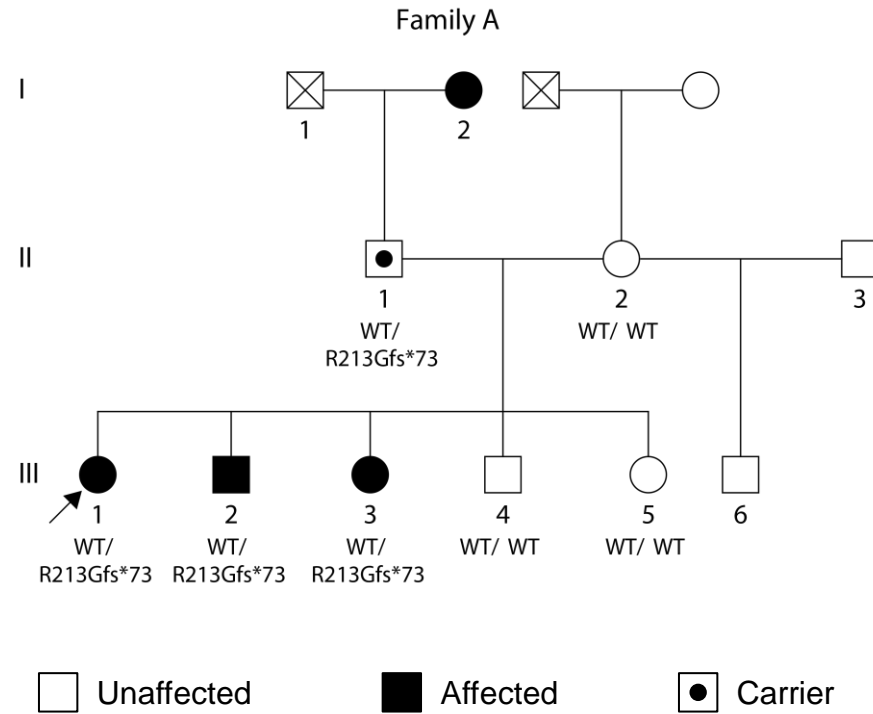 Family A
I
1
2
II
1
2
3
WT/
R213Gfs*73
WT/ WT
III
1
2
3
4
5
6
WT/
R213Gfs*73
WT/
R213Gfs*73
WT/
R213Gfs*73
WT/ WT
WT/ WT
Unaffected
Affected
Carrier